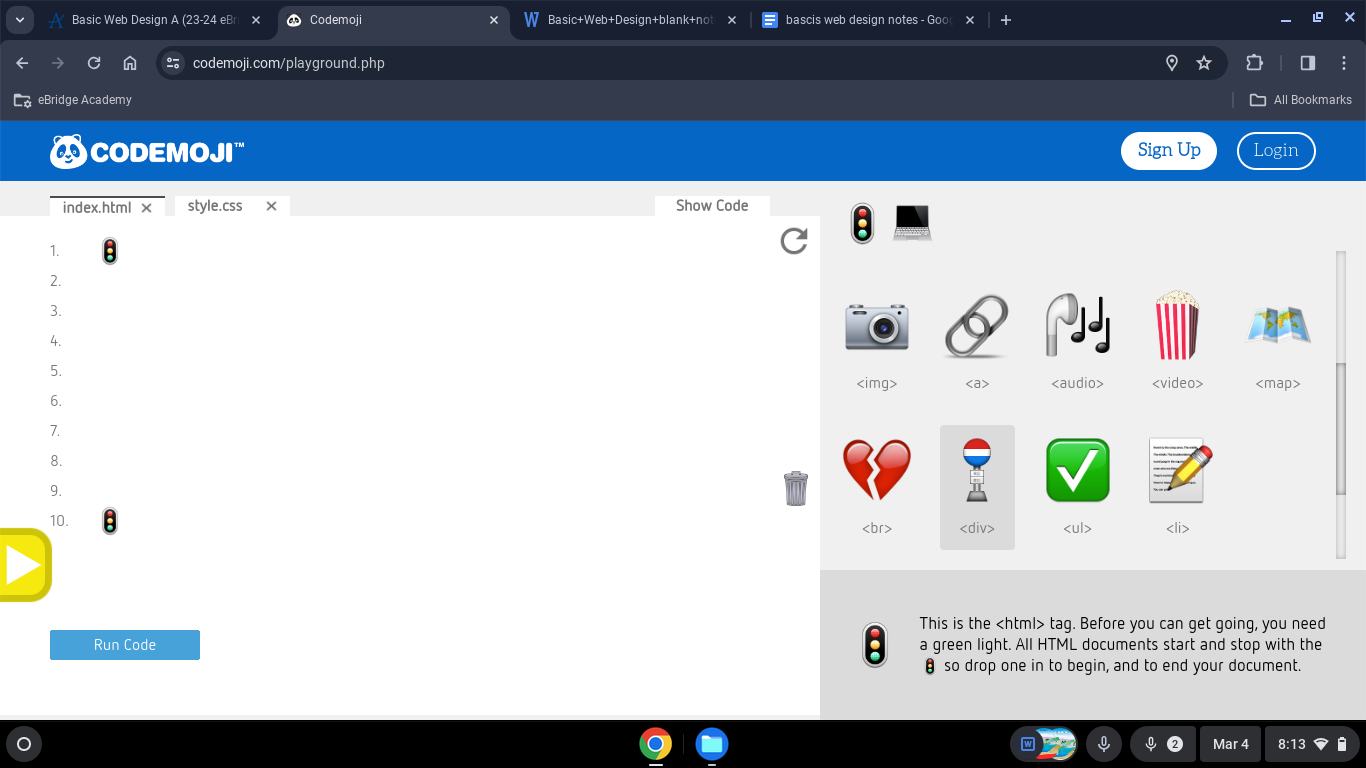 Basic Web Design A (23-24 eBri
Codemoji
Basic+Web+Design+blank+not
bascis web design notes - Goog
codemoji.com/playground.php
eBridge Academy
All Bookmarks
CODEMOJI™
Sign Up
Login
index.html
style.css
Show Code
1.
2.
3.
4.
5.
6.
7.
8.
9.
10.
Run Code
<img>
<a>
<audio>
<video>
<map>
<br>
<div>
<ul>
<li>
This is the <html> tag. Before you can get going, you need
a green light. All HTML documents start and stop with the
so drop one in to begin, and to end your document.
2
Mar 4
8:13